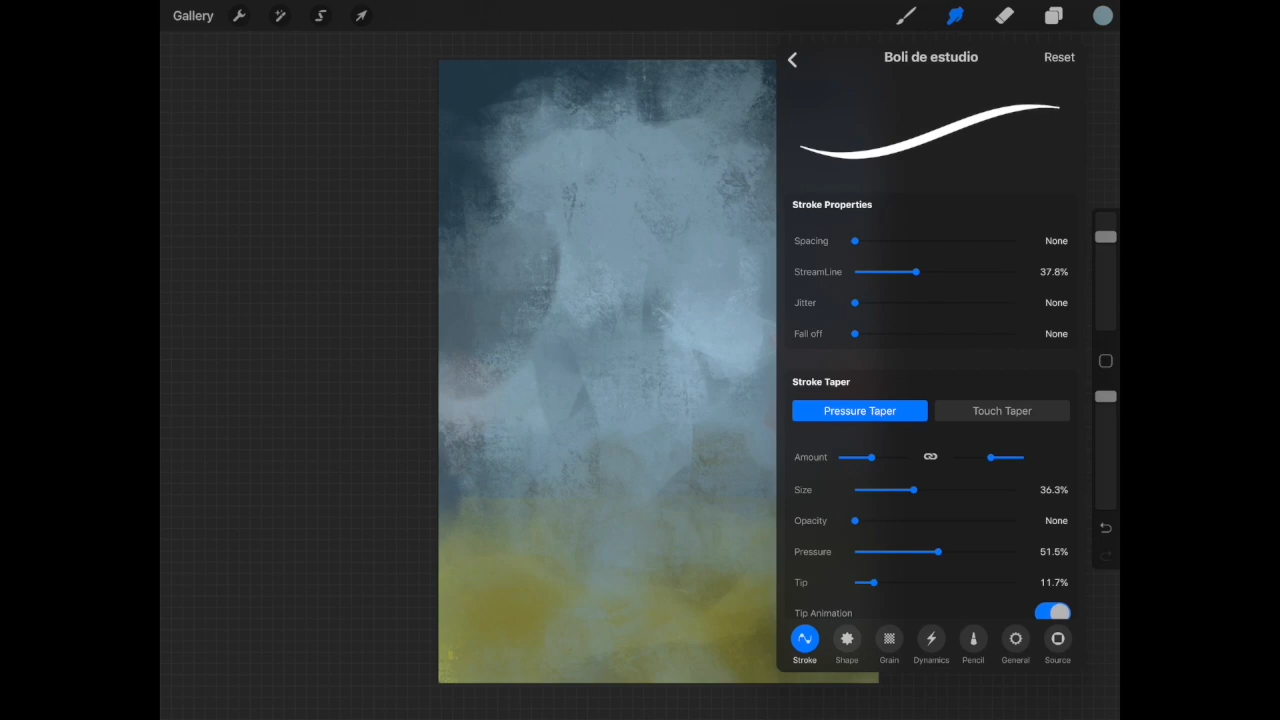 Gallery
Boli de estudio
Reset
Stroke Properties
Spacing None
StreamLine 37.8%
Jitter None
Fall off None
Stroke Taper
Pressure Taper Touch Taper
Amount
Size 36.3%
Opacity None
Pressure 51.5%
Tip 11.7%
Tip Animation
Stroke Shape Grain Dynamics Pencil General Source